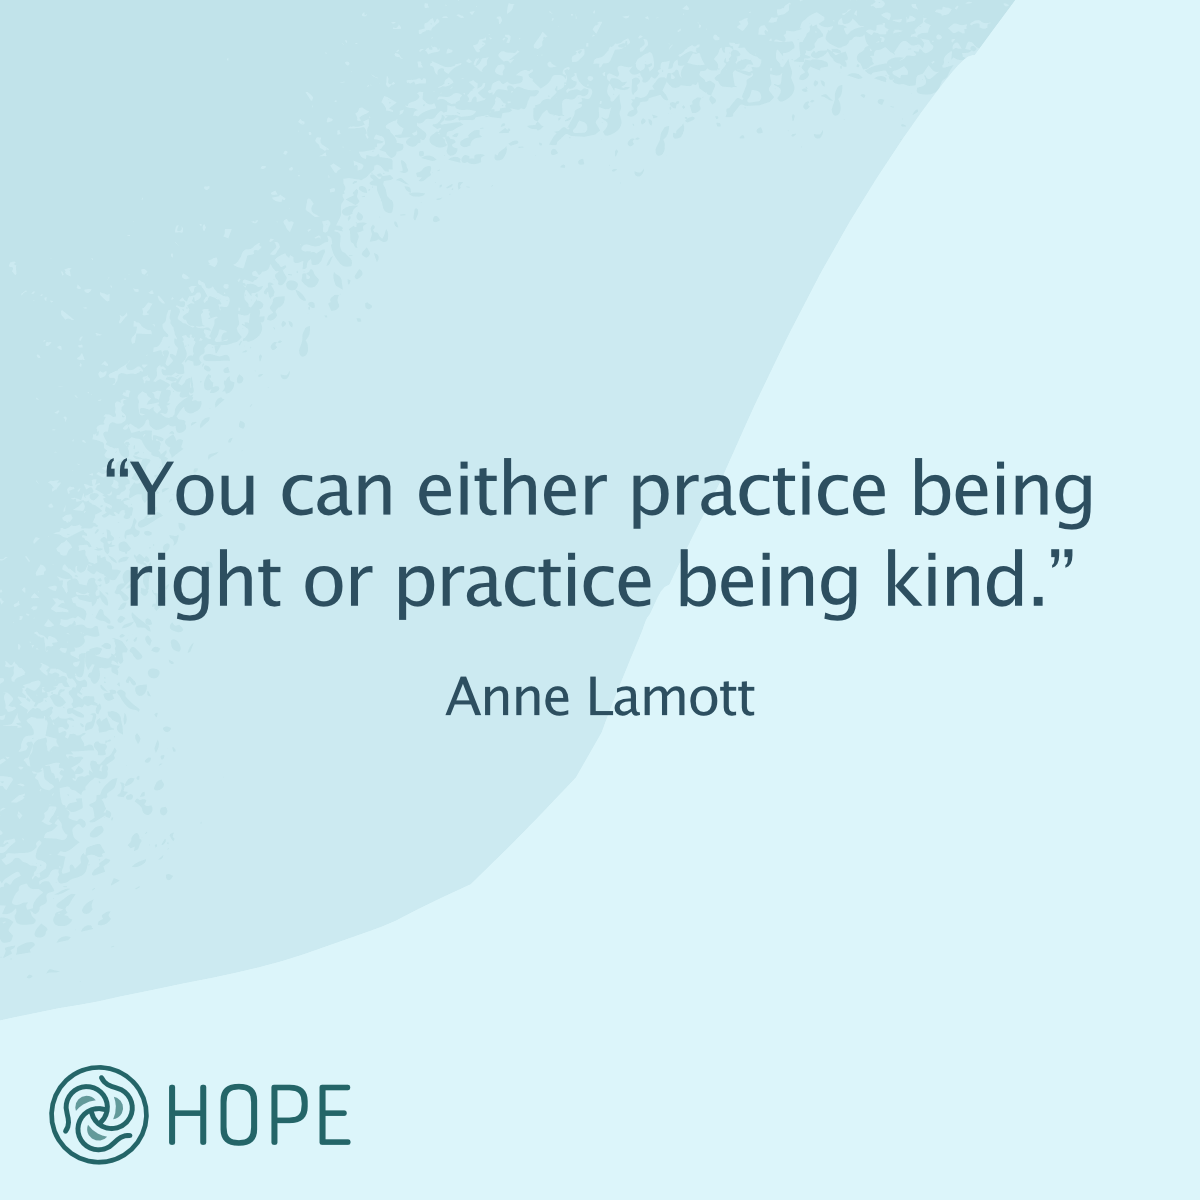 “You can either practice being
right or practice being kind.”
Anne Lamott
HOPE